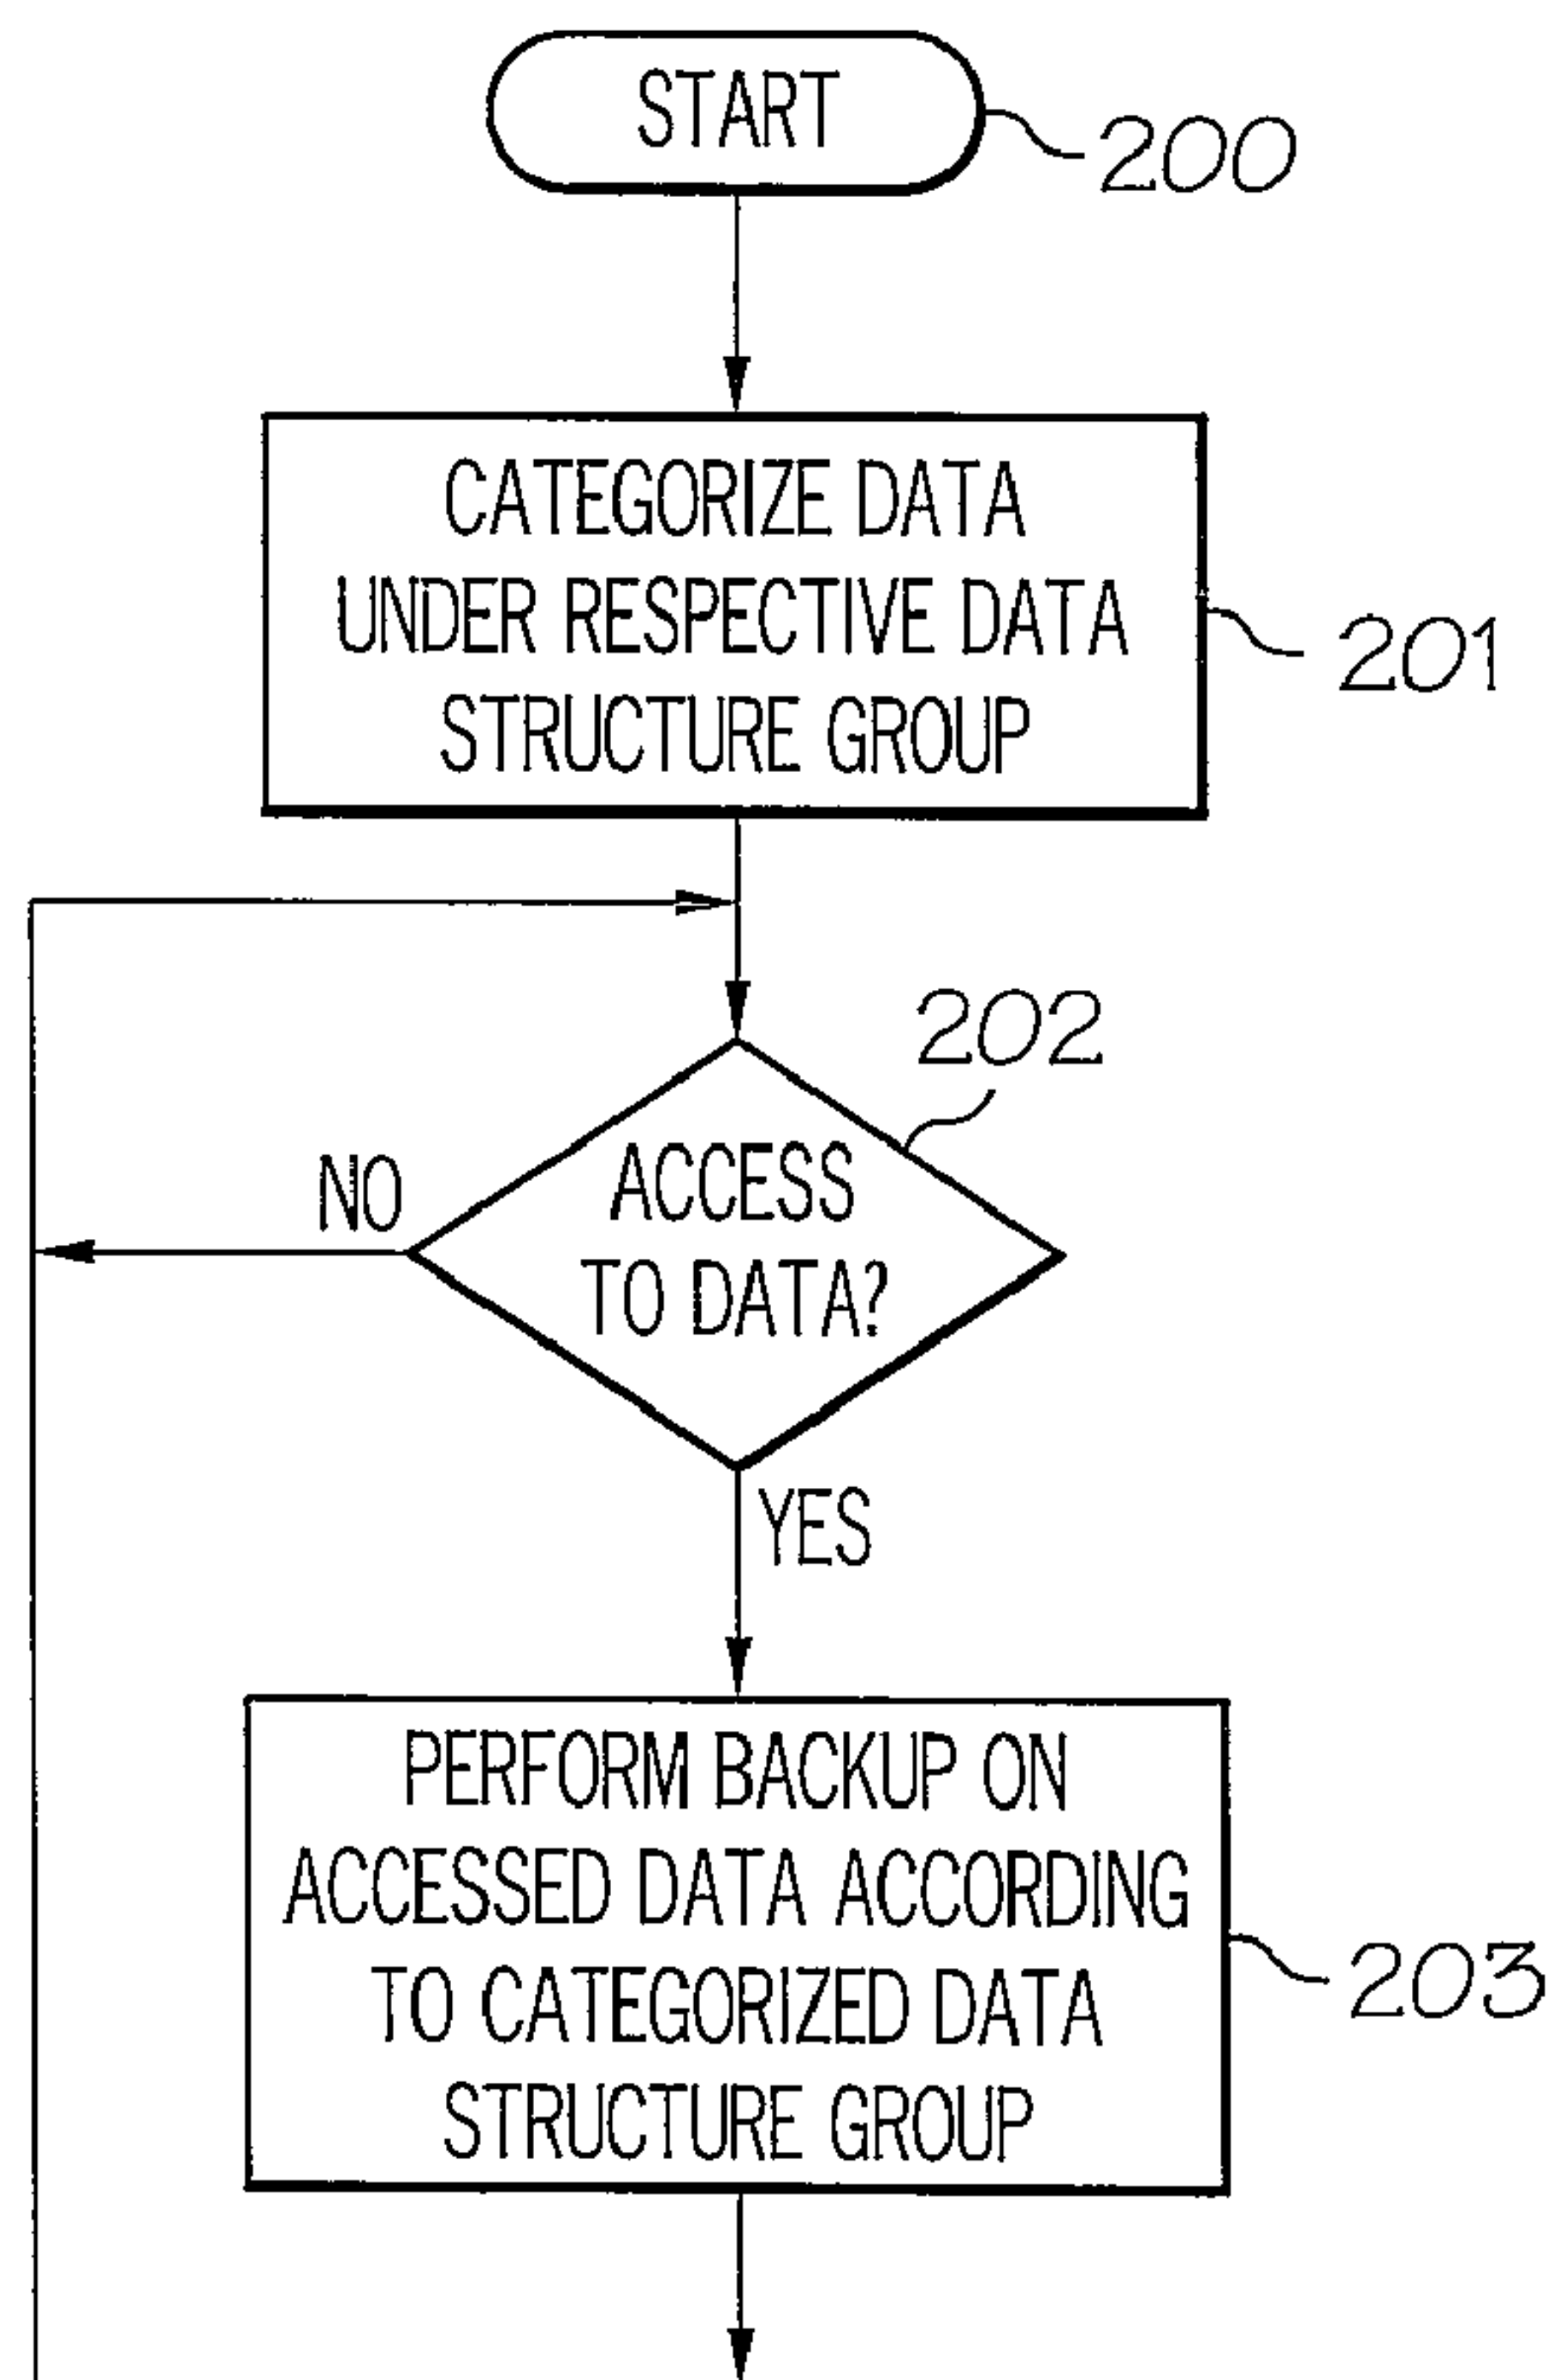 START
200
CATEGORIZE DATA
UNDER RESPECTIVE DATA
STRUCTURE GROUP
201
202
ACCESS
TO DATA?
NO
YES
PERFORM BACKUP ON
ACCESSED DATA ACCORDING
TO CATEGORIZED DATA
STRUCTURE GROUP
203